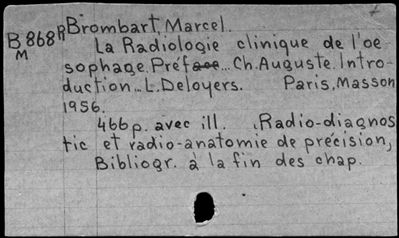 Brombart, Marcel.
B 868R
M
La Radiologie clinique de l'oe
sophage. Préface... Ch. Auguste. Intro-
duction... L. Deloyers. Paris, Masson
1956.
466 p. avec ill. (Radio-diagnos
tic et radio-anatomie de précision,
Bibliogr. à la fin des chap.